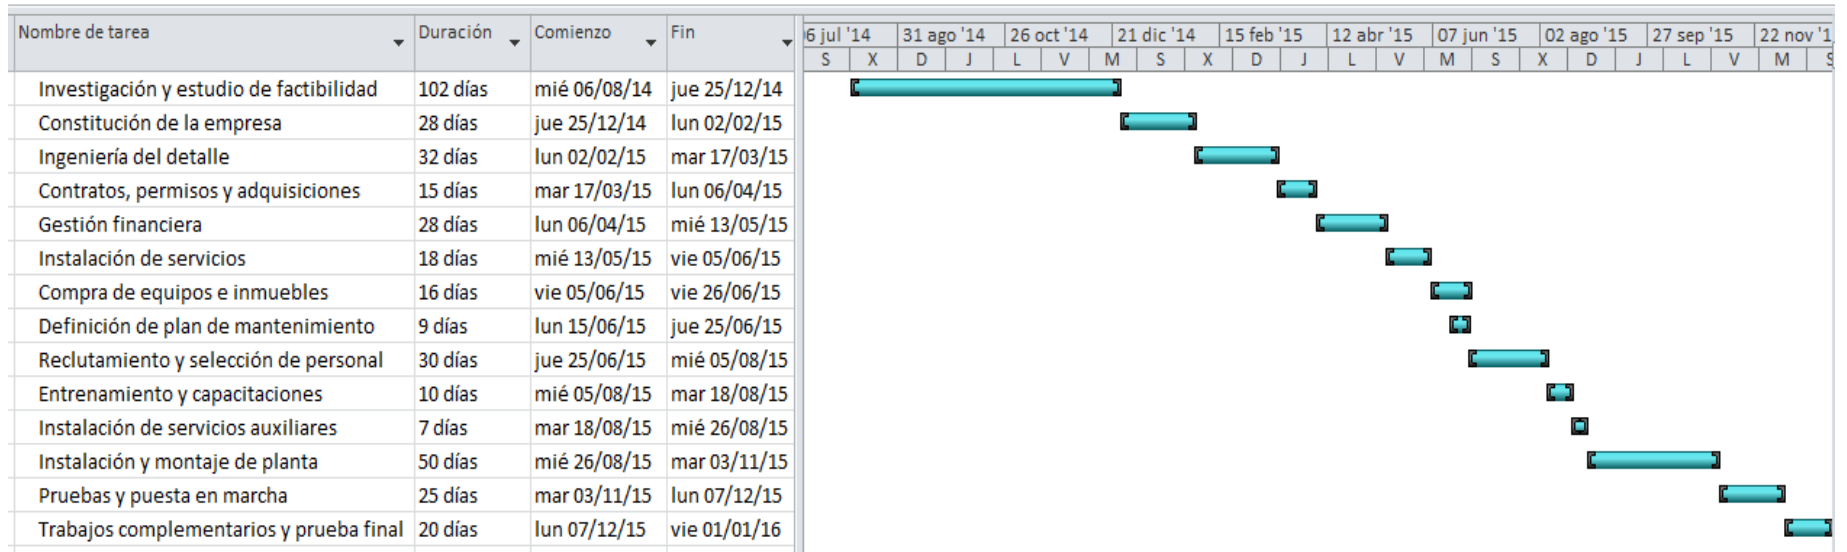 Nombre de tarea Duración Comienzo Fin
6 jul '14 31 ago '14 26 oct '14 21 dic '14 15 feb '15 12 abr '15 07 jun '15 02 ago '15 27 sep '15 22 nov '1
S X D J L V M S X D J L V M S X D J L V M S
Investigación y estudio de factibilidad 102 días mié 06/08/14 jue 25/12/14
Constitución de la empresa 28 días jue 25/12/14 lun 02/02/15
Ingeniería del detalle 32 días lun 02/02/15 mar 17/03/15
Contratos, permisos y adquisiciones 15 días mar 17/03/15 lun 06/04/15
Gestión financiera 28 días lun 06/04/15 mié 13/05/15
Instalación de servicios 18 días mié 13/05/15 vie 05/06/15
Compra de equipos e inmuebles 16 días vie 05/06/15 vie 26/06/15
Definición de plan de mantenimiento 9 días lun 15/06/15 jue 25/06/15
Reclutamiento y selección de personal 30 días jue 25/06/15 mié 05/08/15
Entrenamiento y capacitaciones 10 días mié 05/08/15 mar 18/08/15
Instalación de servicios auxiliares 7 días mar 18/08/15 mié 26/08/15
Instalación y montaje de planta 50 días mié 26/08/15 mar 03/11/15
Pruebas y puesta en marcha 25 días mar 03/11/15 lun 07/12/15
Trabajos complementarios y prueba final 20 días lun 07/12/15 vie 01/01/16